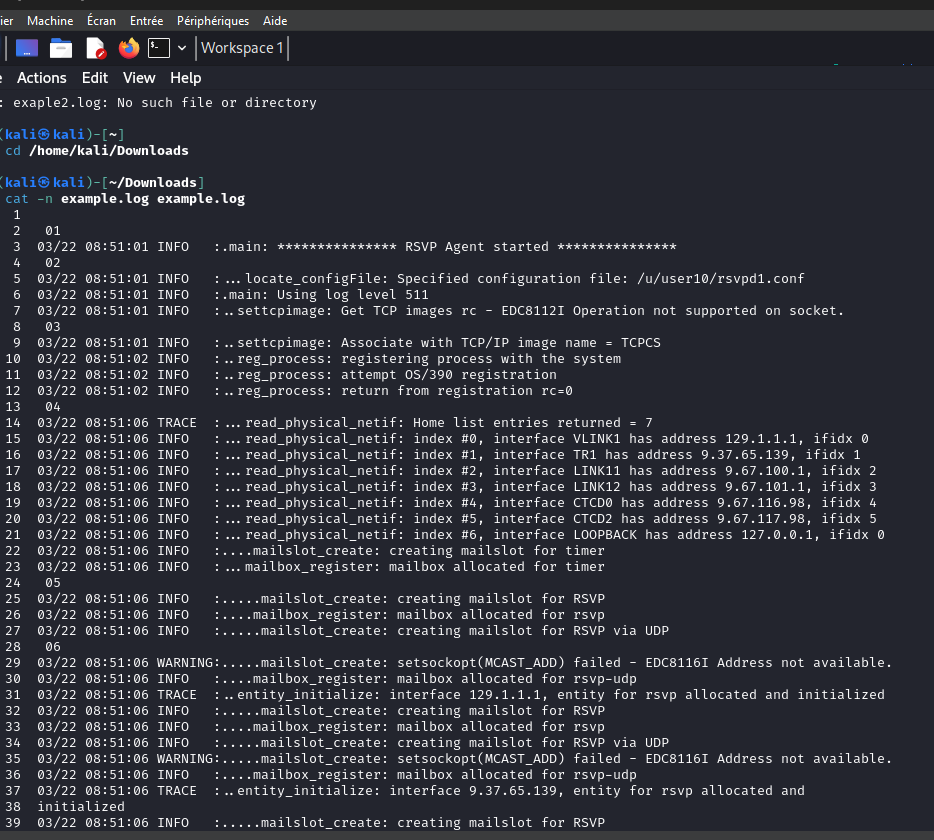 ier Machine Écran Entrée Périphériques Aide
Workspace 1
Actions Edit View Help
: exaple2.log: No such file or directory
(kali㉿kali)-[~]
cd /home/kali/Downloads
(kali㉿kali)-[~/Downloads]
cat -n example.log example.log
1
2 01
3 03/22 08:51:01 INFO :.main: *************** RSVP Agent started ***************
4 02
5 03/22 08:51:01 INFO :...locate_configFile: Specified configuration file: /u/user10/rsvpd1.conf
6 03/22 08:51:01 INFO :.main: Using log level 511
7 03/22 08:51:01 INFO :..settcpimage: Get TCP images rc - EDC8112I Operation not supported on socket.
8 03
9 03/22 08:51:01 INFO :..settcpimage: Associate with TCP/IP image name = TCPCS
10 03/22 08:51:02 INFO :..reg_process: registering process with the system
11 03/22 08:51:02 INFO :..reg_process: attempt OS/390 registration
12 03/22 08:51:02 INFO :..reg_process: return from registration rc=0
13 04
14 03/22 08:51:06 TRACE :...read_physical_netif: Home list entries returned = 7
15 03/22 08:51:06 INFO :...read_physical_netif: index #0, interface VLINK1 has address 129.1.1.1, ifidx 0
16 03/22 08:51:06 INFO :...read_physical_netif: index #1, interface TR1 has address 9.37.65.139, ifidx 1
17 03/22 08:51:06 INFO :...read_physical_netif: index #2, interface LINK11 has address 9.67.100.1, ifidx 2
18 03/22 08:51:06 INFO :...read_physical_netif: index #3, interface LINK12 has address 9.67.101.1, ifidx 3
19 03/22 08:51:06 INFO :...read_physical_netif: index #4, interface CTCD0 has address 9.67.116.98, ifidx 4
20 03/22 08:51:06 INFO :...read_physical_netif: index #5, interface CTCD2 has address 9.67.117.98, ifidx 5
21 03/22 08:51:06 INFO :...read_physical_netif: index #6, interface LOOPBACK has address 127.0.0.1, ifidx 0
22 03/22 08:51:06 INFO :....mailslot_create: creating mailslot for timer
23 03/22 08:51:06 INFO :...mailbox_register: mailbox allocated for timer
24 05
25 03/22 08:51:06 INFO :.....mailslot_create: creating mailslot for RSVP
26 03/22 08:51:06 INFO :....mailbox_register: mailbox allocated for rsvp
27 03/22 08:51:06 INFO :.....mailslot_create: creating mailslot for RSVP via UDP
28 06
29 03/22 08:51:06 WARNING:.....mailslot_create: setsockopt(MCAST_ADD) failed - EDC8116I Address not available.
30 03/22 08:51:06 INFO :....mailbox_register: mailbox allocated for rsvp-udp
31 03/22 08:51:06 TRACE :..entity_initialize: interface 129.1.1.1, entity for rsvp allocated and initialized
32 03/22 08:51:06 INFO :.....mailslot_create: creating mailslot for RSVP
33 03/22 08:51:06 INFO :....mailbox_register: mailbox allocated for rsvp
34 03/22 08:51:06 INFO :.....mailslot_create: creating mailslot for RSVP via UDP
35 03/22 08:51:06 WARNING:.....mailslot_create: setsockopt(MCAST_ADD) failed - EDC8116I Address not available.
36 03/22 08:51:06 INFO :....mailbox_register: mailbox allocated for rsvp-udp
37 03/22 08:51:06 TRACE :..entity_initialize: interface 9.37.65.139, entity for rsvp allocated and
38 initialized
39 03/22 08:51:06 INFO :.....mailslot_create: creating mailslot for RSVP